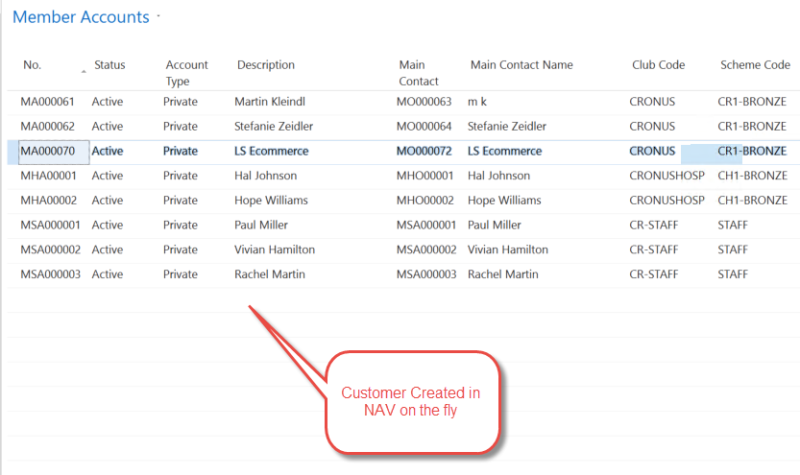 Member Accounts
No. Status Account Type Description Main Contact Main Contact Name Club Code Scheme Code
MA000061 Active Private Martin Kleindl MO000063 m k CRONUS CR1-BRONZE
MA000062 Active Private Stefanie Zeidler MO000064 Stefanie Zeidler CRONUS CR1-BRONZE
MA000070 Active Private LS Ecommerce MO000072 LS Ecommerce CRONUS CR1-BRONZE
MHA00001 Active Private Hal Johnson MHO00001 Hal Johnson CRONUSHOSP CH1-BRONZE
MHA00002 Active Private Hope Williams MHO00002 Hope Williams CRONUSHOSP CH1-BRONZE
MSA000001 Active Private Paul Miller MSA000001 Paul Miller CR-STAFF STAFF
MSA000002 Active Private Vivian Hamilton MSA000002 Vivian Hamilton CR-STAFF STAFF
MSA000003 Active Private Rachel Martin MSA000003 Rachel Martin CR-STAFF STAFF
Customer Created in
NAV on the fly